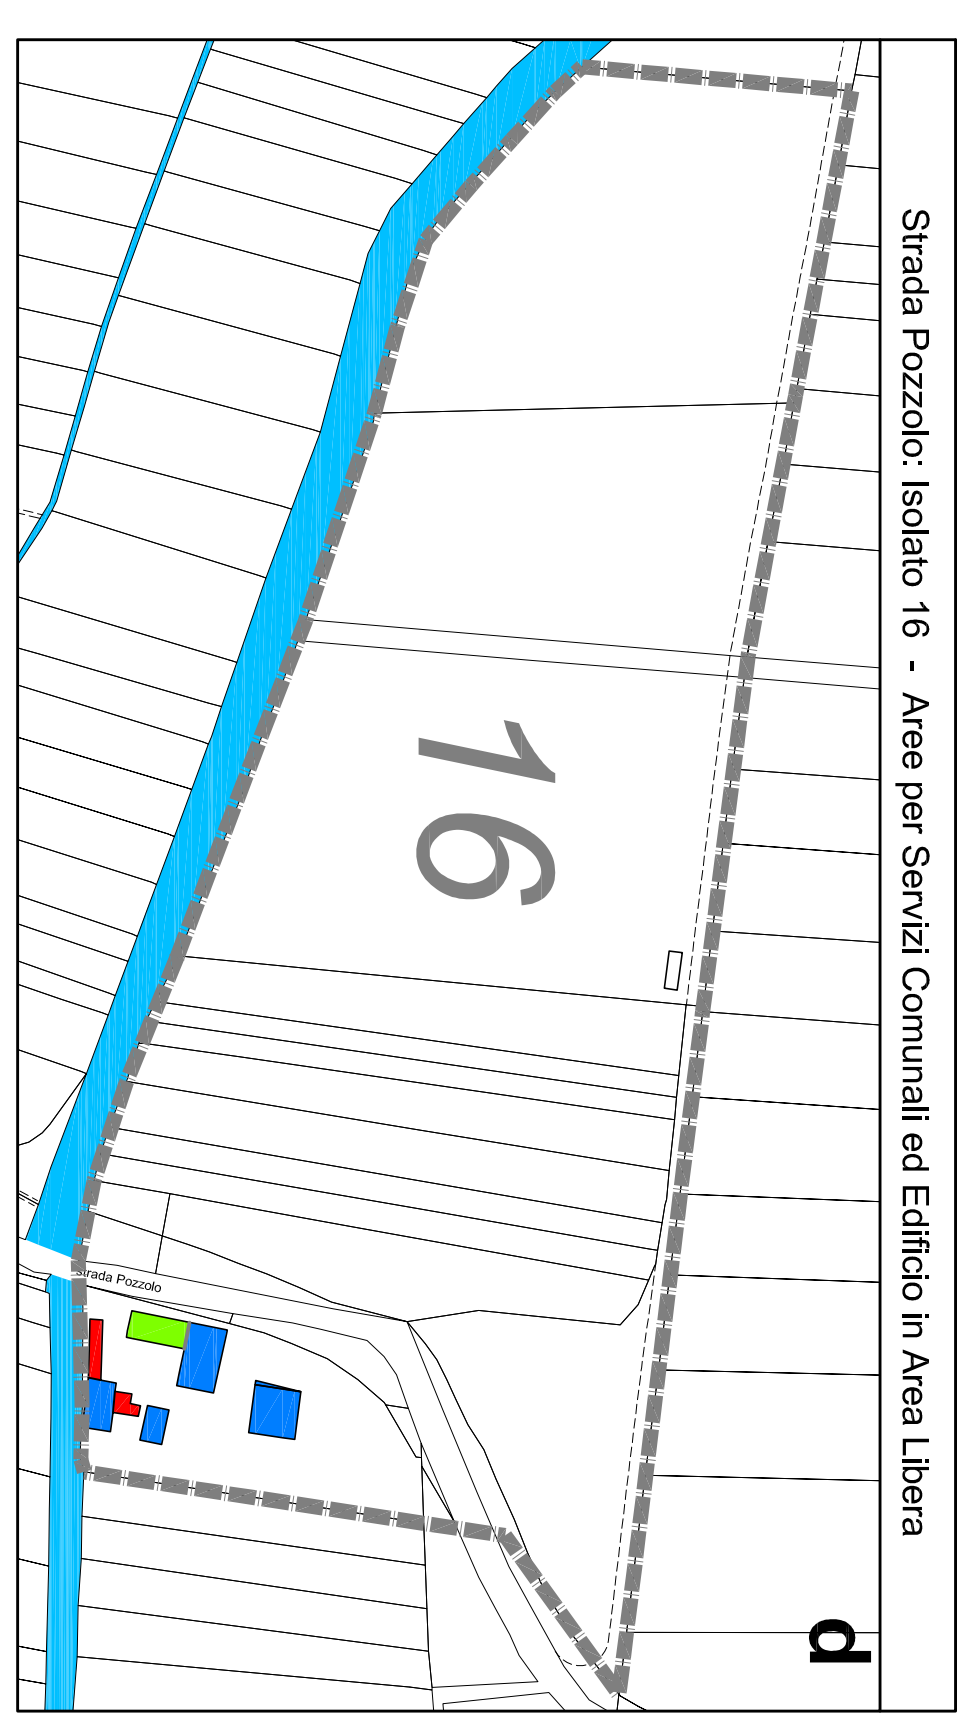 Strada Pozzolo: Isolato 16 - Aree per Servizi Comunali ed Edificio in Area Libera
16
Strada Pozzolo
d